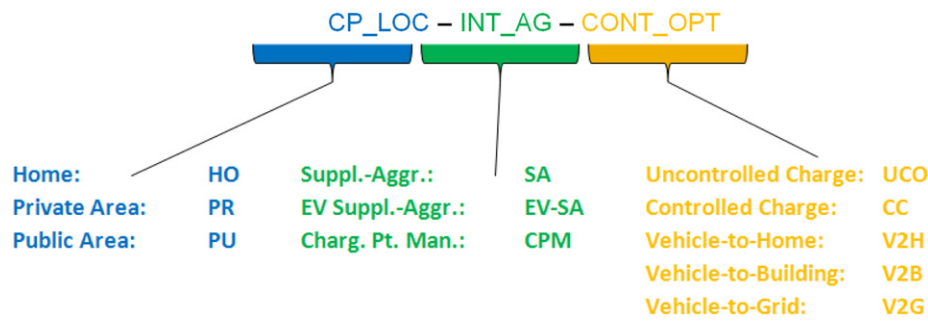 CP_LOC – INT_AG – CONT_OPT
Home: HO Suppl.-Aggr.: SA Uncontrolled Charge: UCO
Private Area: PR EV Suppl.-Aggr.: EV-SA Controlled Charge: CC
Public Area: PU Charg. Pt. Man.: CPM Vehicle-to-Home: V2H
Vehicle-to-Building: V2B
Vehicle-to-Grid: V2G